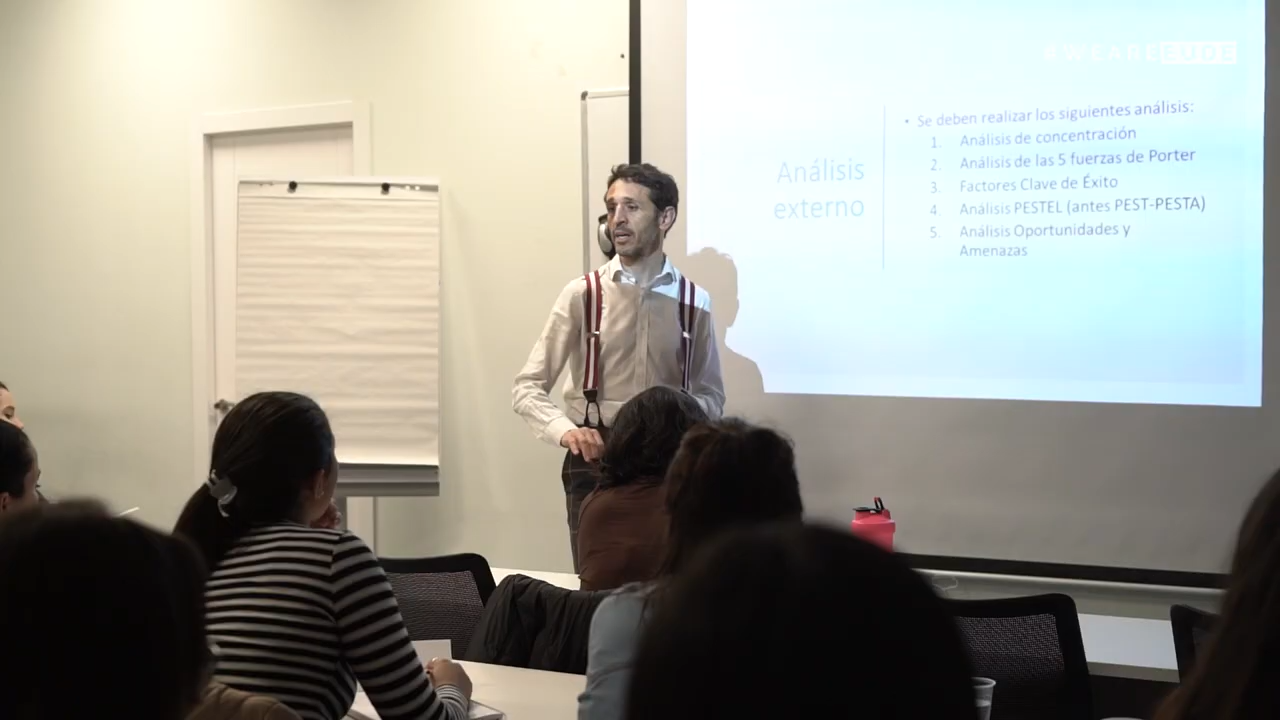 #WEAREEUDE
Análisis
externo
• Se deben realizar los siguientes análisis:
1. Análisis de concentración
2. Análisis de las 5 fuerzas de Porter
3. Factores Clave de Éxito
4. Análisis PESTEL (antes PEST-PESTA)
5. Análisis Oportunidades y
Amenazas